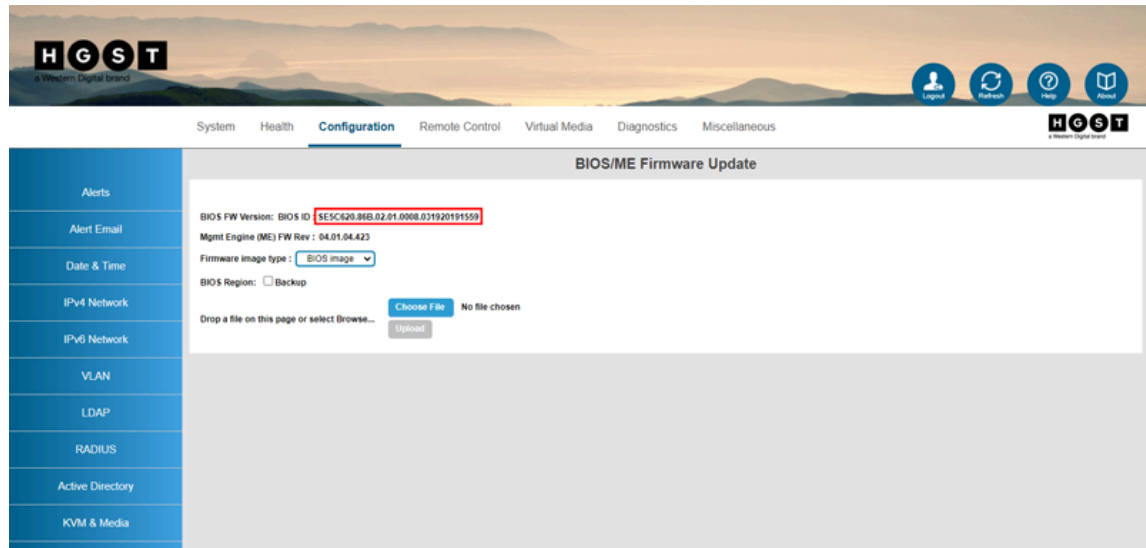 HGST
a Western Digital brand
Logout Refresh Help About
System Health Configuration Remote Control Virtual Media Diagnostics Miscellaneous
HGST
a Western Digital brand
BIOS/ME Firmware Update
Alerts
Alert Email
Date & Time
IPv4 Network
IPv6 Network
VLAN
LDAP
RADIUS
Active Directory
KVM & Media
BIOS FW Version: BIOS ID : SE5C620.86B.02.01.0008.031920191559
Mgmt Engine (ME) FW Rev : 04.01.04.423
Firmware image type : BIOS image
BIOS Region: Backup
Drop a file on this page or select Browse... Choose File No file chosen
Upload